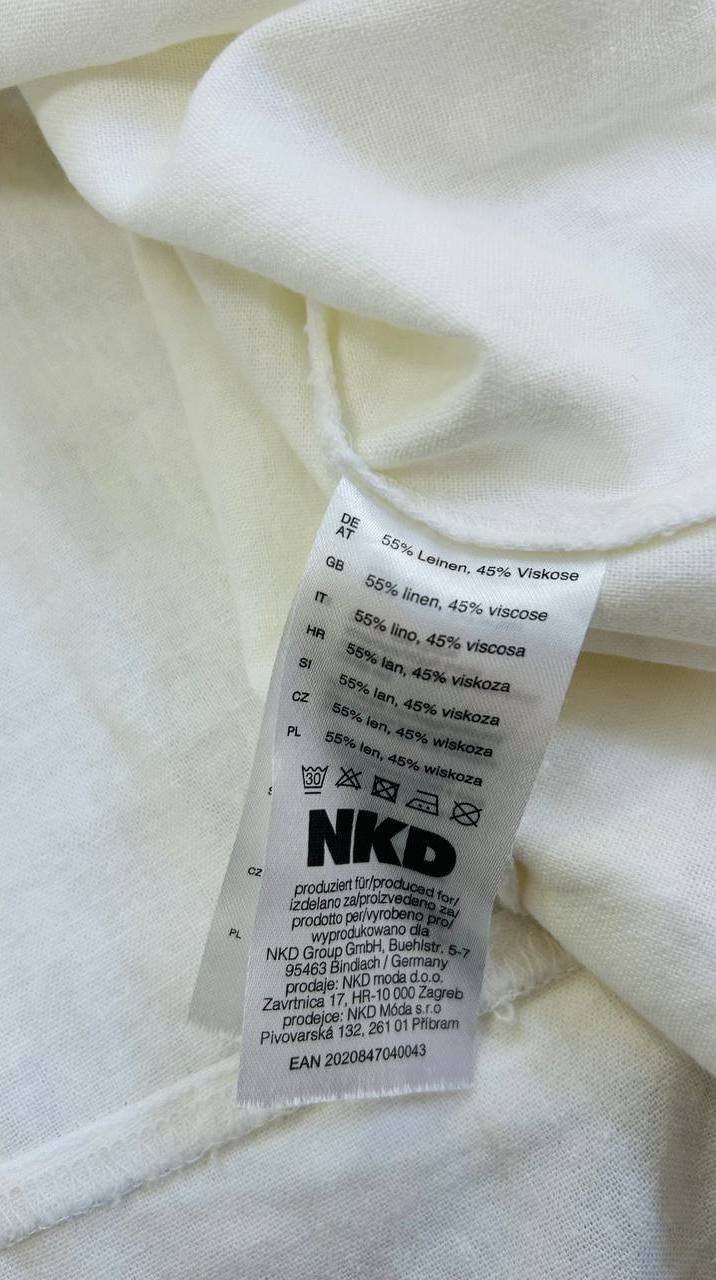 DE
AT
55% Leinen, 45% Viskose
GB 55% linen, 45% viscose
IT 55% lino, 45% viscosa
HR 55% lan, 45% viskoza
SI 55% lan, 45% viskoza
CZ 55% len, 45% wiskoza
PL 55% len, 45% wiskoza
30
NKD
produziert für/produced for/
izdelano za/proizvedeno za/
prodotto per/vyrobeno pro/
wyprodukowano dla
NKD Group GmbH, Buehlstr. 5-7
95463 Bindlach / Germany
prodaje: NKD moda d.o.o.
Zavrtnica 17, HR-10 000 Zagreb
prodejce: NKD Móda s.r.o
Pivovarská 132, 261 01 Příbram
EAN 2020847040043
CZ
PL